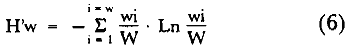 H'w = − Σ_{i = 1}^{i = w} wi/W · Ln wi/W (6)